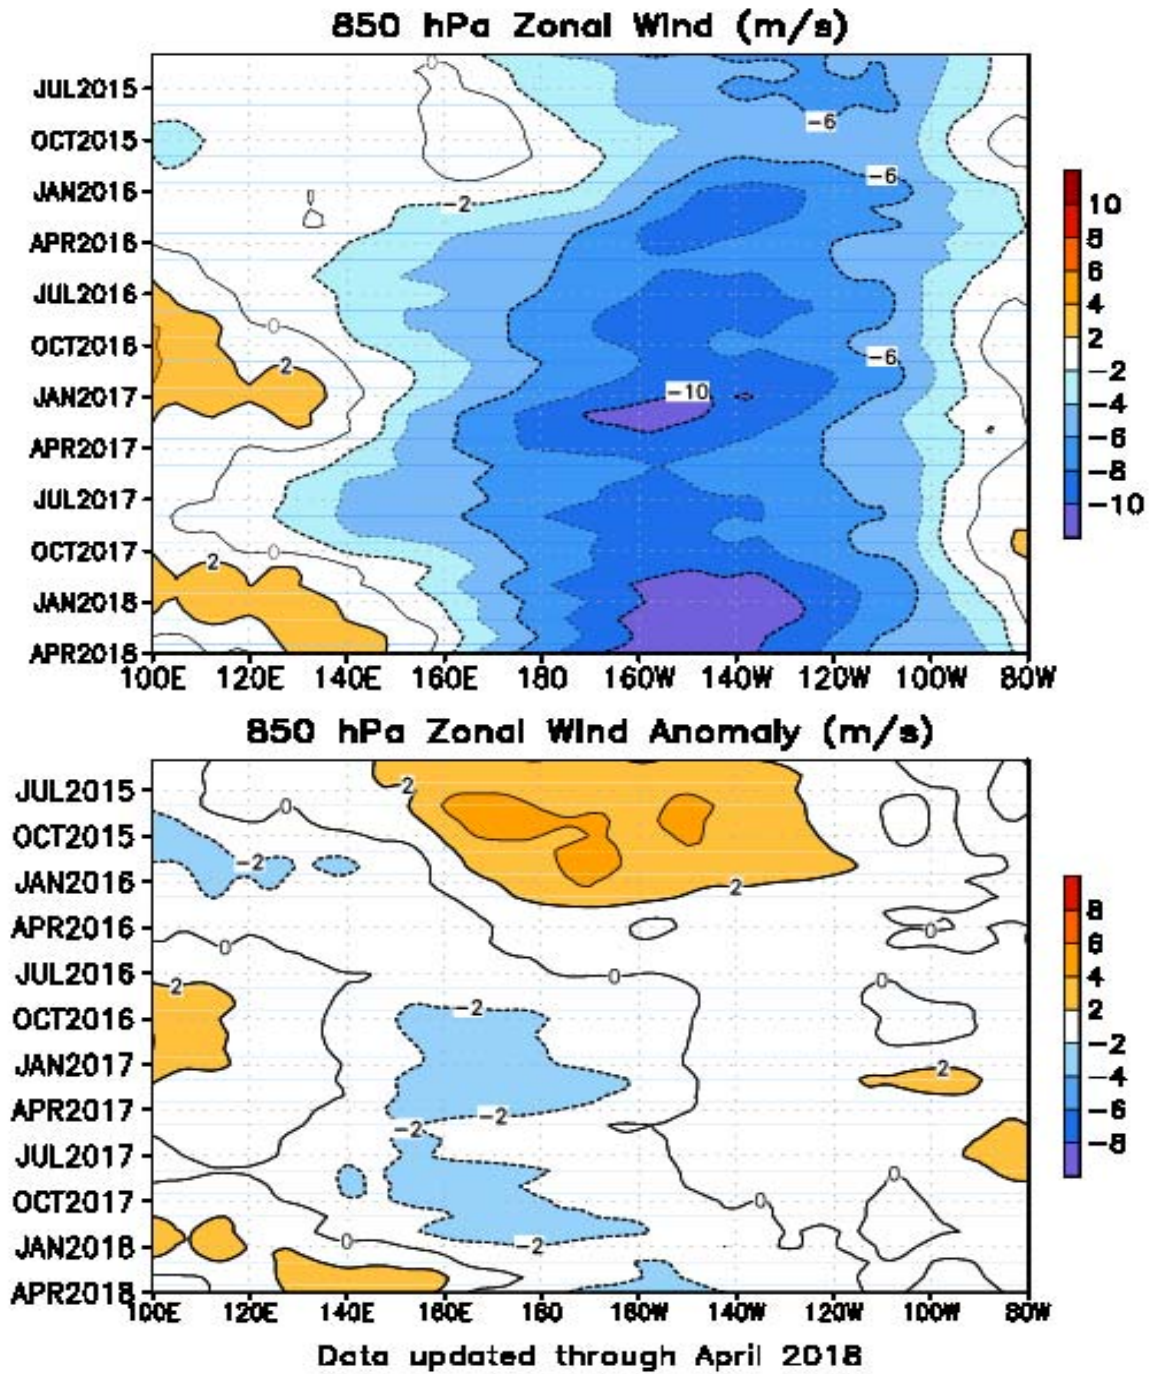 850 hPa Zonal Wind (m/s)
JUL2015
OCT2015
JAN2016
APR2016
JUL2016
OCT2016
JAN2017
APR2017
JUL2017
OCT2017
JAN2018
APR2018
0
-6
-6
-2
0
0
2
-6
-10
0
2
100E 120E 140E 160E 180 160W 140W 120W 100W 80W
10
8
6
4
2
-2
-4
-6
-8
-10
850 hPa Zonal Wind Anomaly (m/s)
JUL2015
OCT2015
JAN2016
APR2016
JUL2016
OCT2016
JAN2017
APR2017
JUL2017
OCT2017
JAN2018
APR2018
2
0
-2
2
0
0
0
2
0
-2
2
-2
-2
0
0
0
-2
100E 120E 140E 160E 180 160W 140W 120W 100W 80W
8
6
4
2
-2
-4
-6
-8
Data updated through April 2018